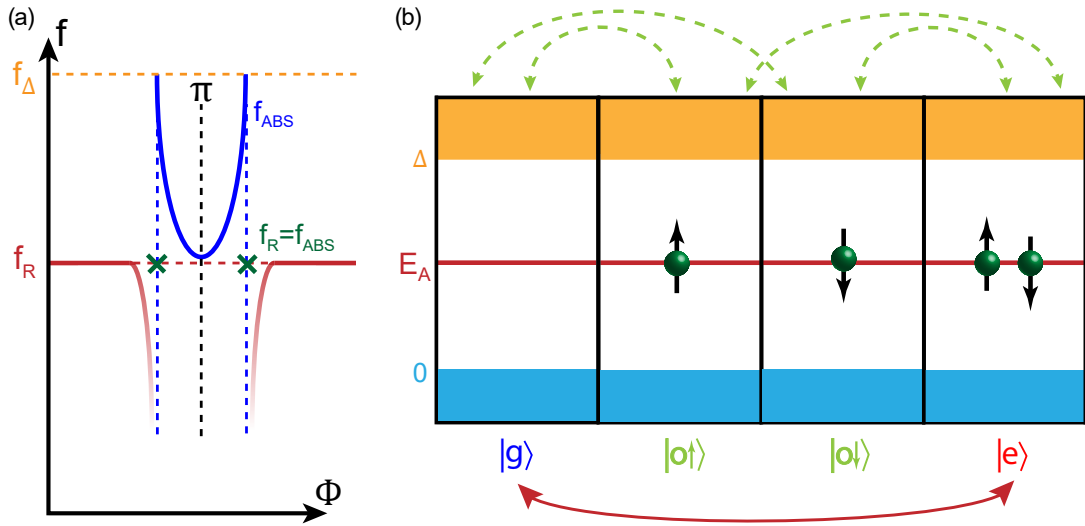 (a)
f
f_Δ
π
f_ABS
f_R=f_ABS
f_R
Φ
(b)
Δ
E_A
0
|g⟩
|o↑⟩
|o↓⟩
|e⟩